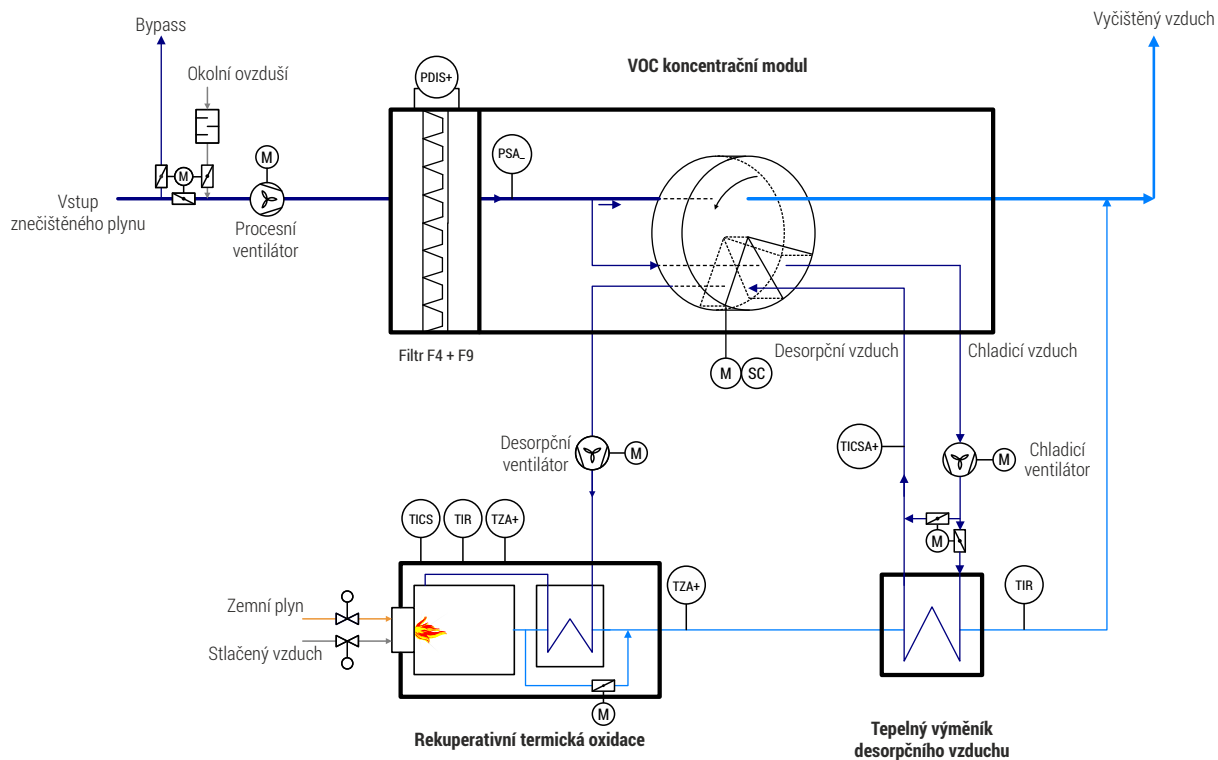 Bypass
Vyčištěný vzduch
Okolní ovzduší
VOC koncentrační modul
PDIS+
M
PSA_
M
Vstup
znečištěného plynu
Procesní
ventilátor
Filtr F4 + F9
Desorpční vzduch
Chladicí vzduch
M
SC
Desorpční
ventilátor
M
TICSA+
Chladicí
ventilátor
M
M
TICS
TIR
TZA+
TZA+
TIR
Zemní plyn
Stlačený vzduch
M
Rekuperativní termická oxidace
Tepelný výměník
desorpčního vzduchu